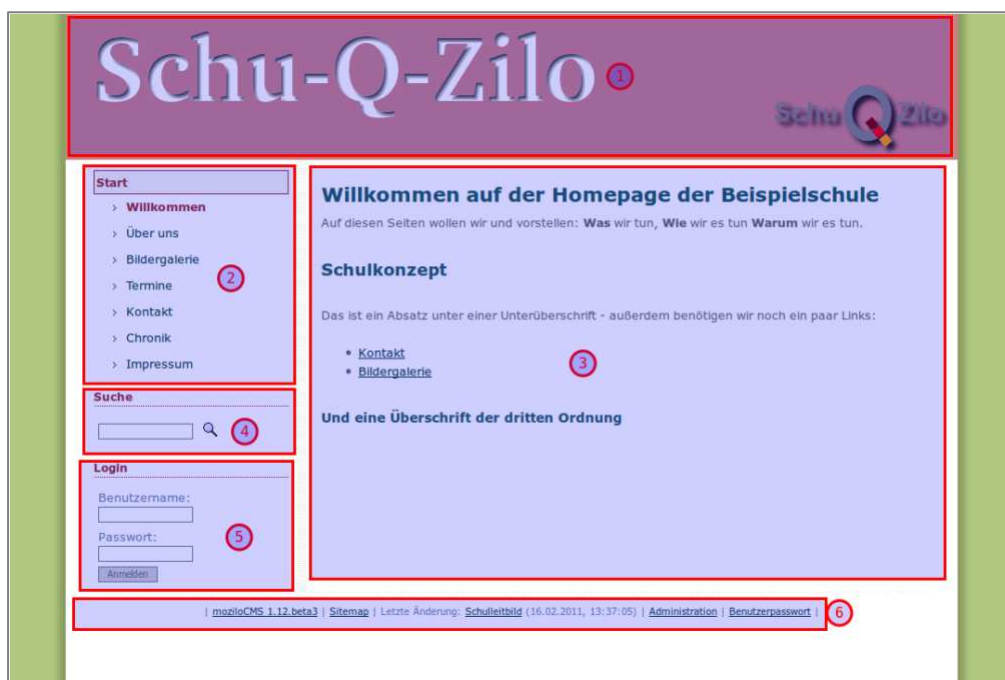 Schu-Q-Zilo
1
Schu Q Zilo
Start
> Willkommen
> Über uns
> Bildergalerie
> Termine
> Kontakt
> Chronik
> Impressum
2
Willkommen auf der Homepage der Beispielschule
Auf diesen Seiten wollen wir und vorstellen: Was wir tun, Wie wir es tun Warum wir es tun.
Schulkonzept
Das ist ein Absatz unter einer Unterüberschrift - außerdem benötigen wir noch ein paar Links:
• Kontakt
• Bildergalerie
3
Und eine Überschrift der dritten Ordnung
Suche
4
Login
Benutzername:
Passwort:
5
Anmelden
| moziloCMS 1.12.beta3 | Sitemap | Letzte Änderung: Schulleitbild (16.02.2011, 13:37:05) | Administration | Benutzerpasswort |
6